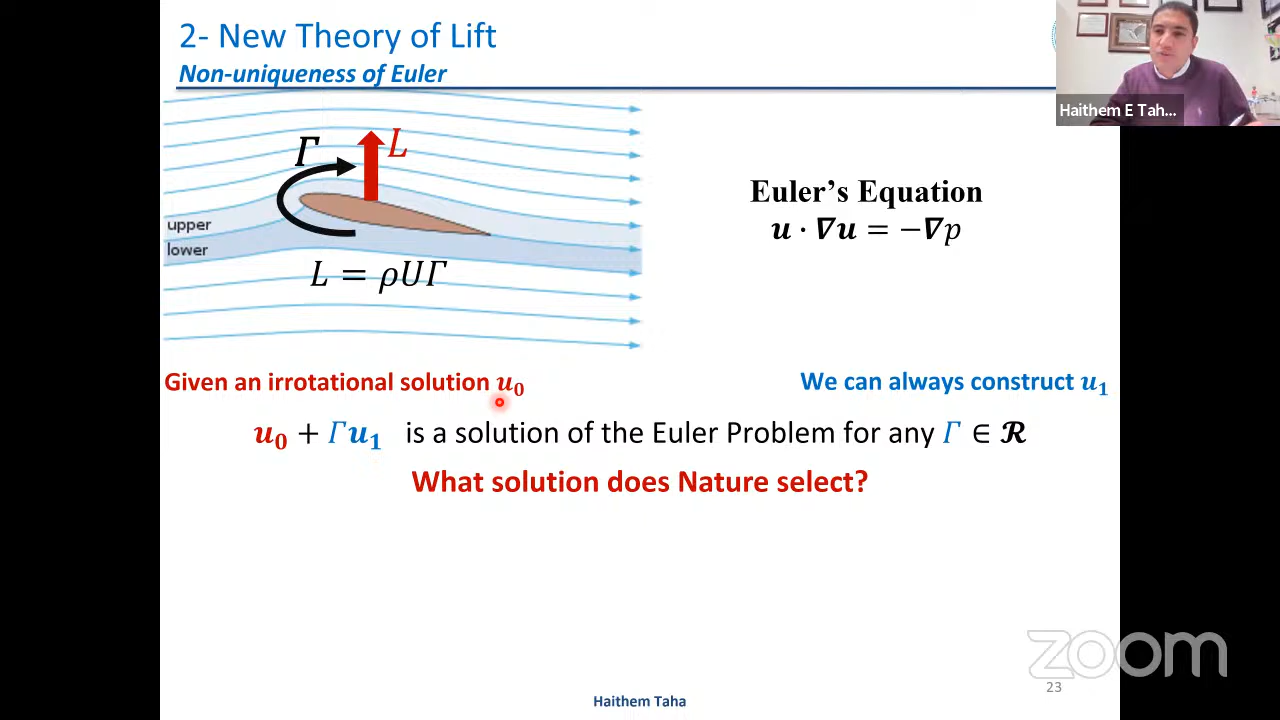 2- New Theory of Lift
Non-uniqueness of Euler
Haithem E Tah...
Γ
L
upper
lower
L = ρUΓ
Euler's Equation
u · ∇u = −∇p
Given an irrotational solution u₀
We can always construct u₁
u₀ + Γu₁ is a solution of the Euler Problem for any Γ ∈ ℛ
What solution does Nature select?
zoom
23
Haithem Taha